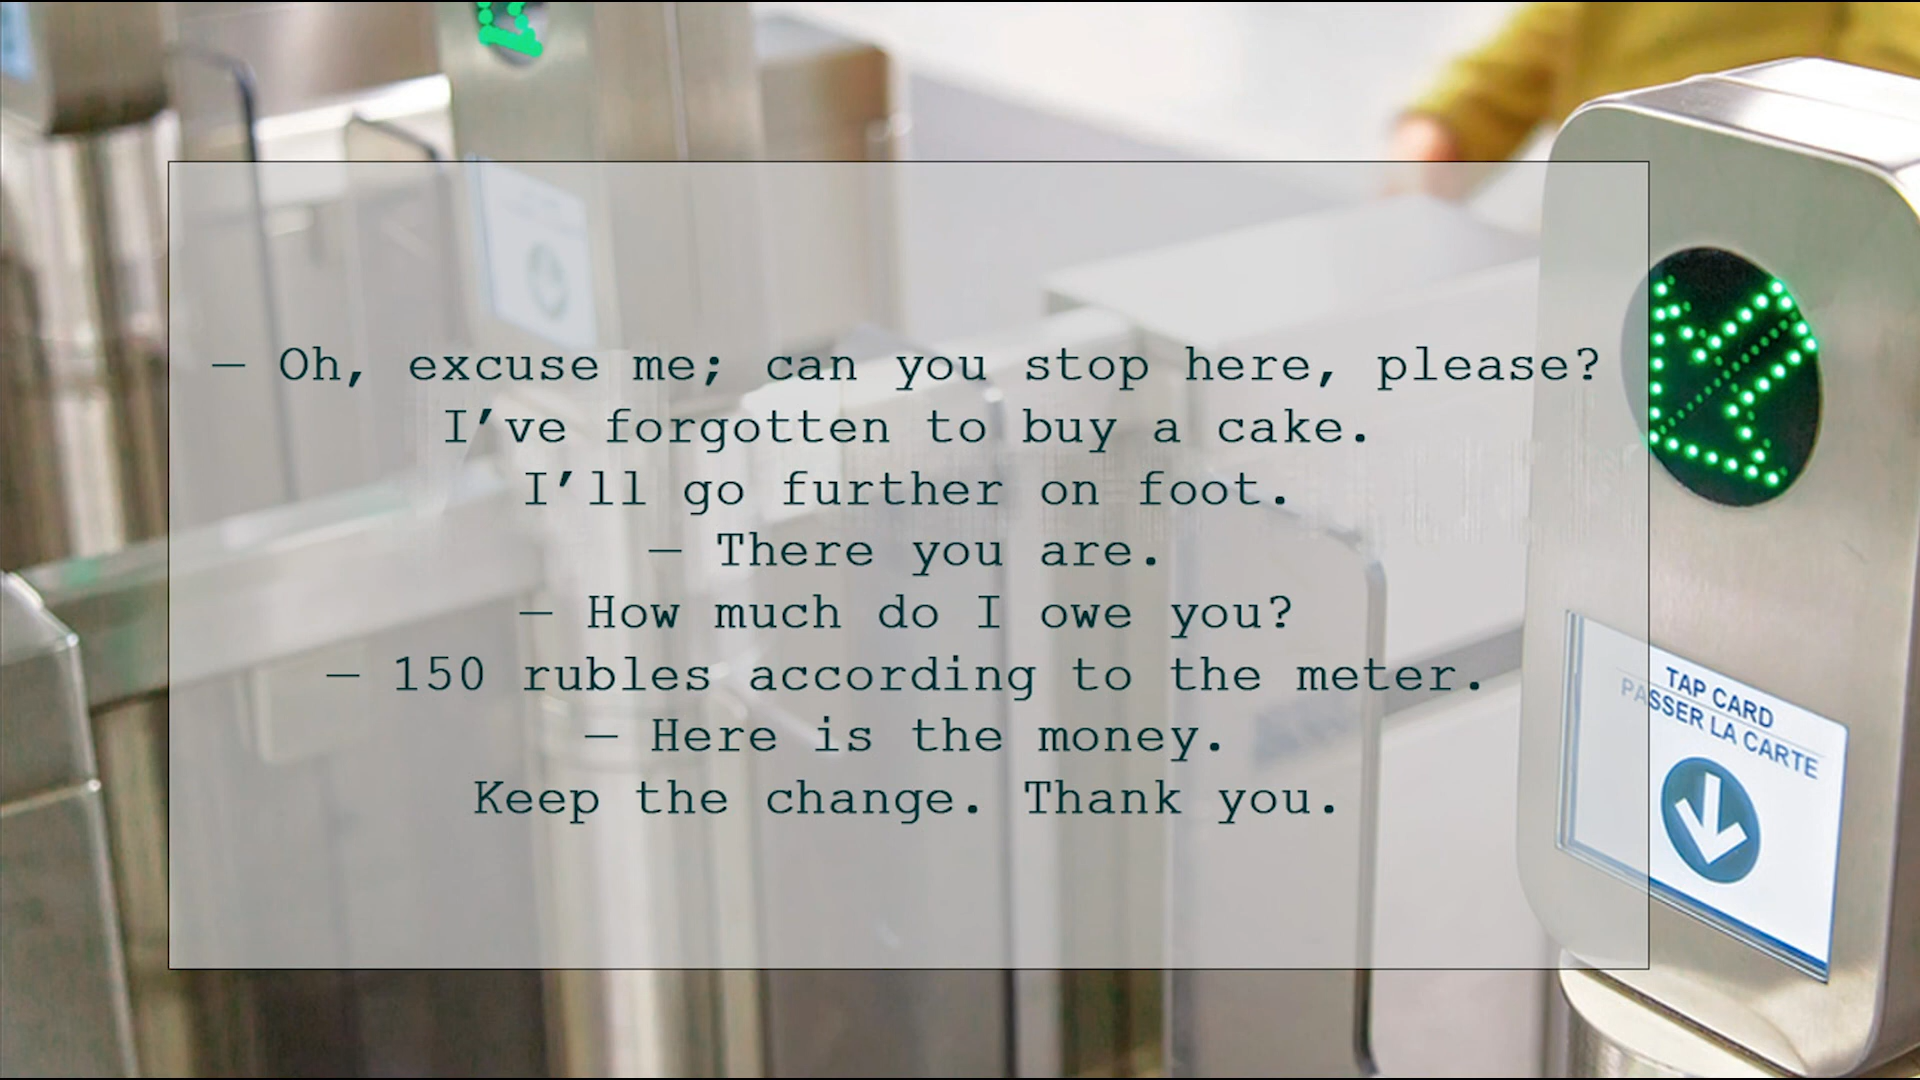 — Oh, excuse me; can you stop here, please?
I’ve forgotten to buy a cake.
I’ll go further on foot.
— There you are.
— How much do I owe you?
— 150 rubles according to the meter.
— Here is the money.
Keep the change. Thank you.
TAP CARD
PASSER LA CARTE